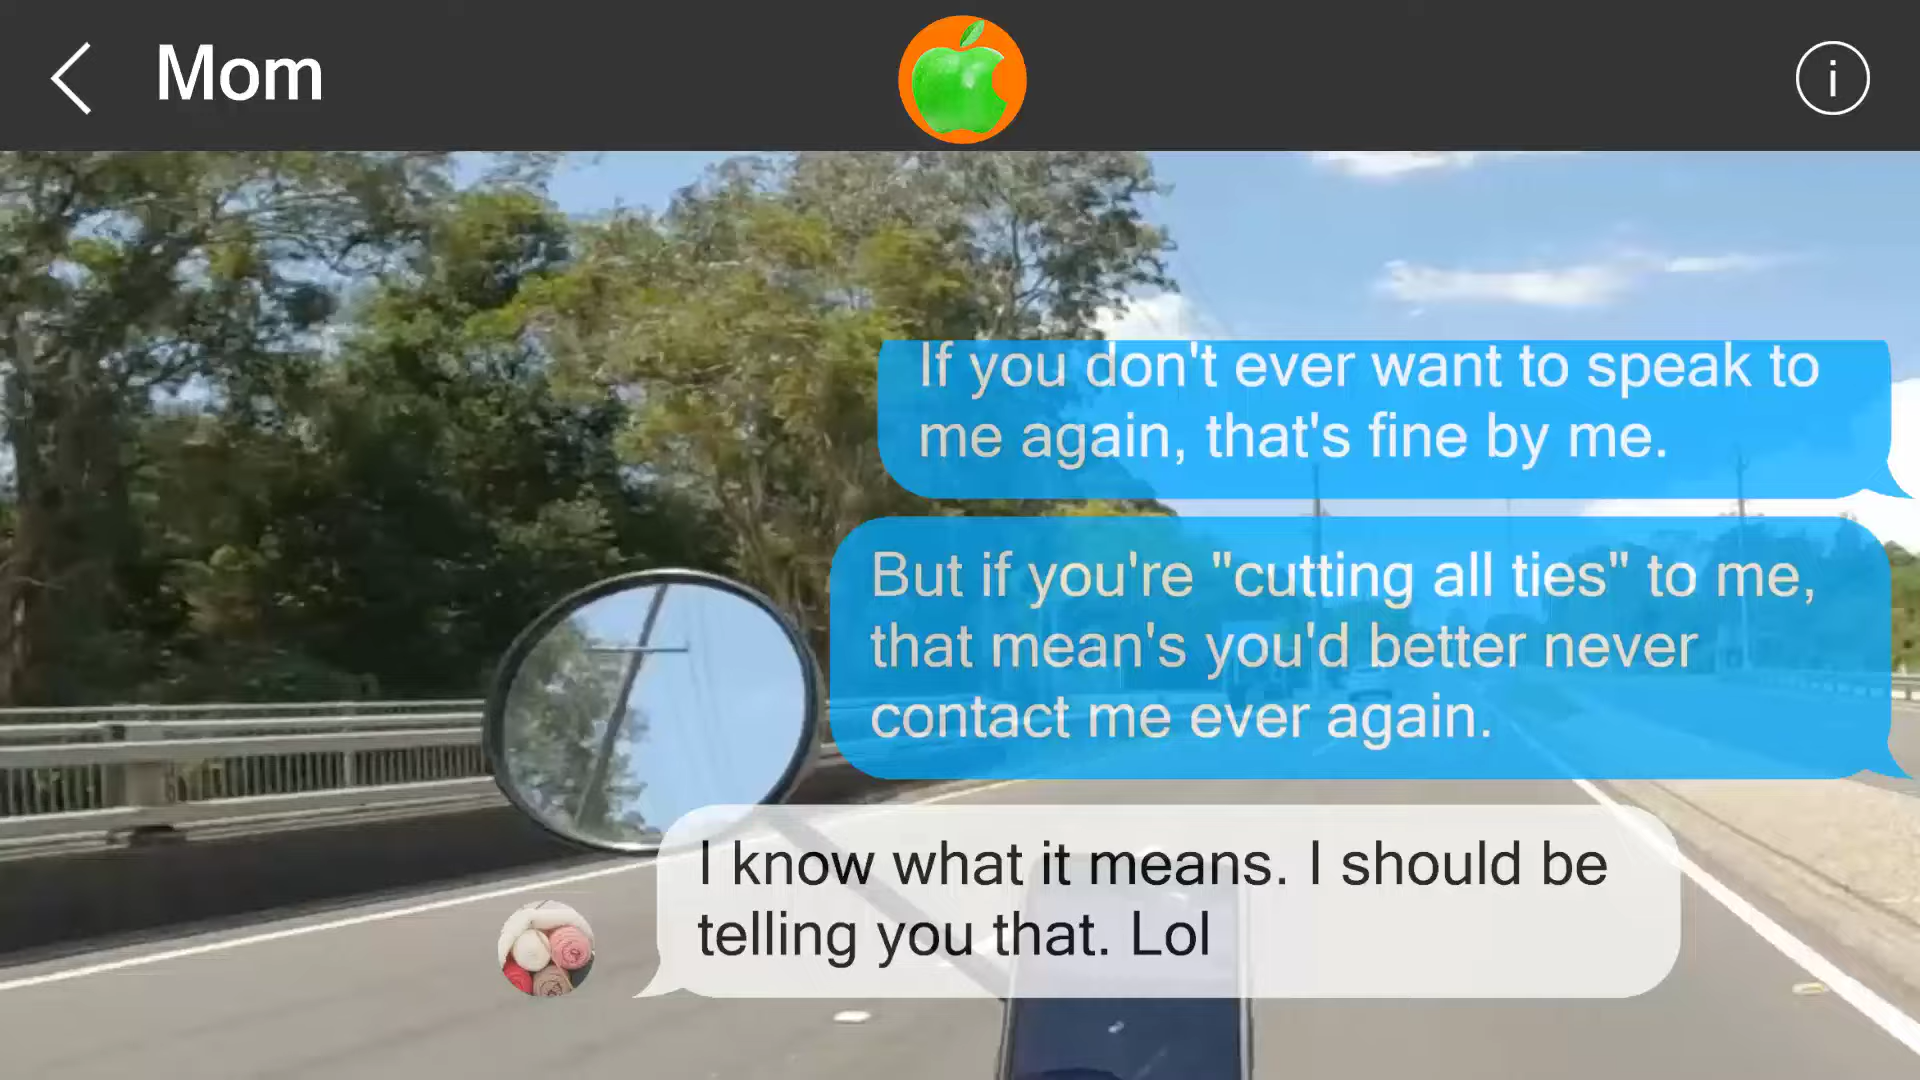 Mom
i
If you don't ever want to speak to
me again, that's fine by me.
But if you're "cutting all ties" to me,
that mean's you'd better never
contact me ever again.
I know what it means. I should be
telling you that. Lol